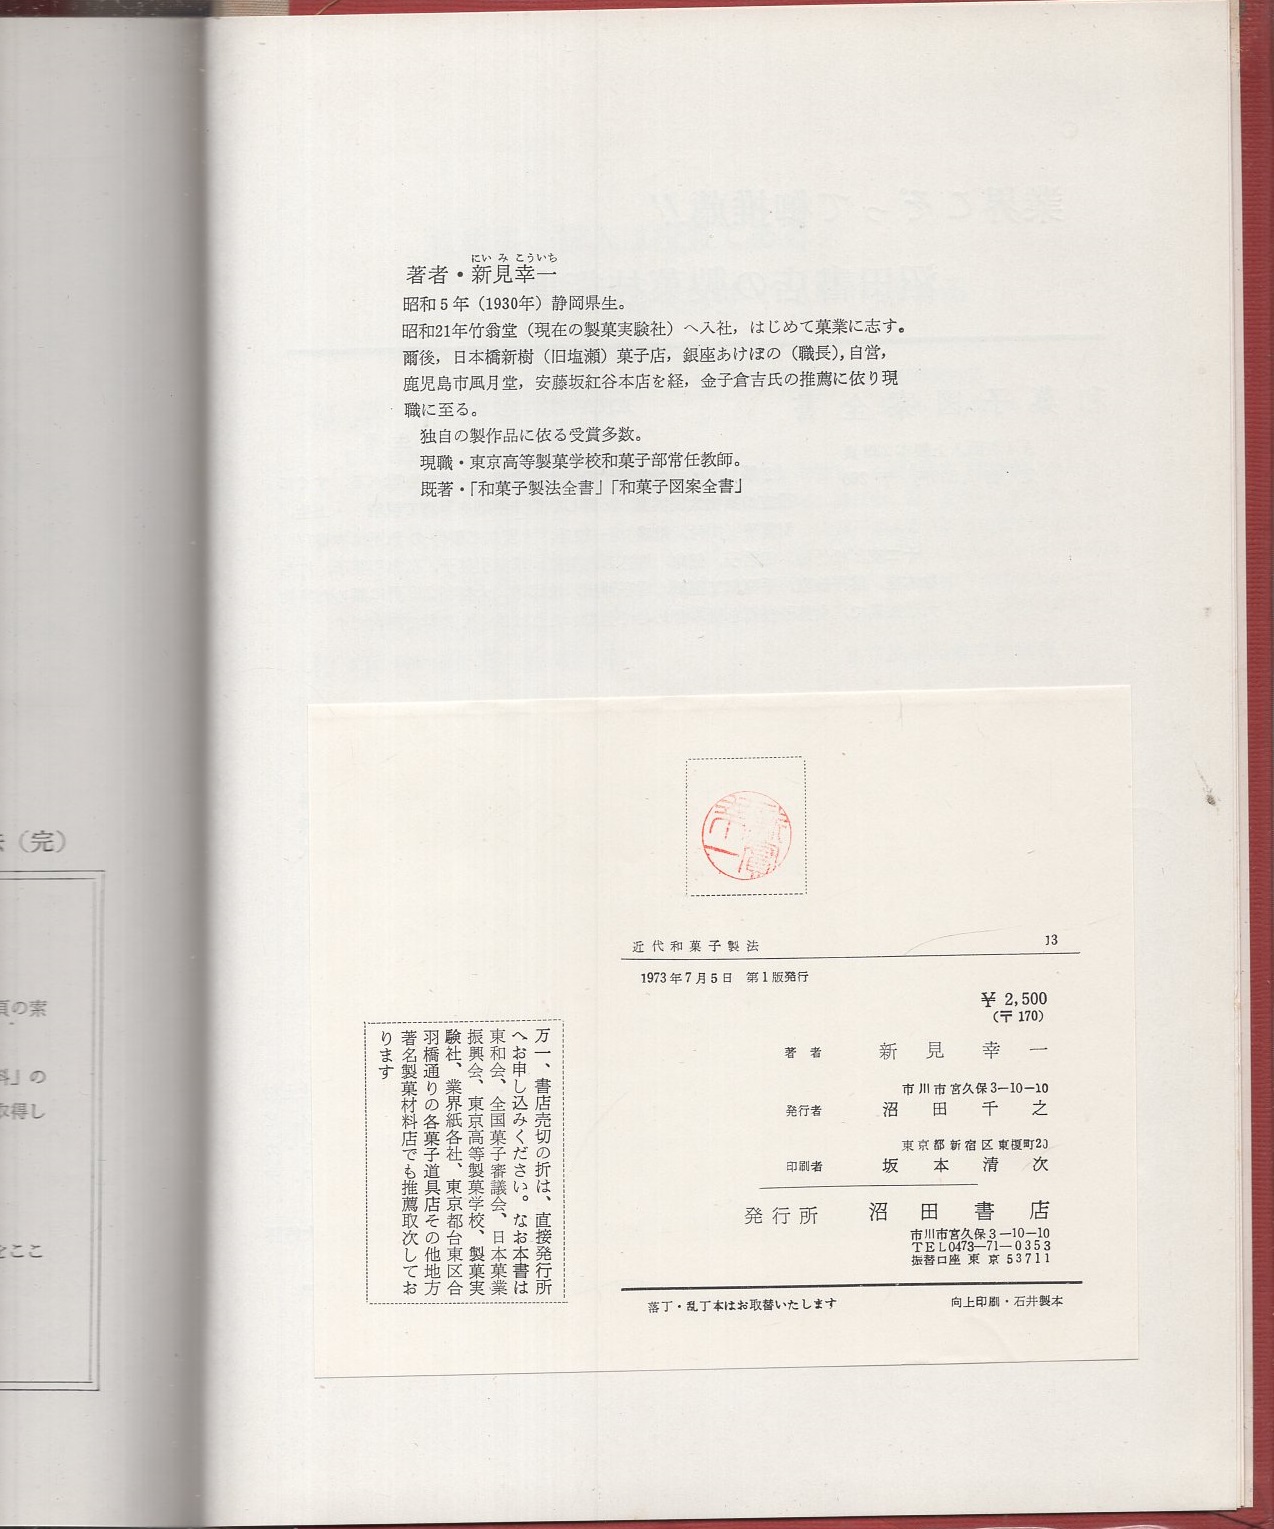 著者・新見幸一
にいみ こういち
昭和5年（1930年）静岡県生。
昭和21年竹翁堂（現在の製菓実験社）へ入社，はじめて菓業に志す。
爾後，日本橋新樹（旧塩瀬）菓子店，銀座あけぼの（職長），自営，
鹿児島市風月堂，安藤坂紅谷本店を経，金子倉吉氏の推薦に依り現
職に至る。
独自の製作品に依る受賞多数。
現職・東京高等製菓学校和菓子部常任教師。
既著・「和菓子製法全書」「和菓子図案全書」
（完）
頁の索
料」の
取得し
をここ
近代和菓子製法
13
1973年7月5日 第1版発行
￥2,500
（〒170）
著者 新見幸一
市川市宮久保3—10—10
発行者 沼田千之
東京都新宿区東榎町20
印刷者 坂本清次
発行所 沼田書店
市川市宮久保3—10—10
TEL0473—71—0353
振替口座 東京 53711
落丁・乱丁本はお取替いたします
向上印刷・石井製本
万一、書店売切の折は、直接発行所
へお申し込みください。なお本書は
東和会、全国菓子審議会、日本菓業
振興会、東京高等製菓学校、製菓実
験社、業界紙各社、東京都台東区合
羽橋通りの各菓子道具店その他地方
著名製菓材料店でも推薦取次してお
ります